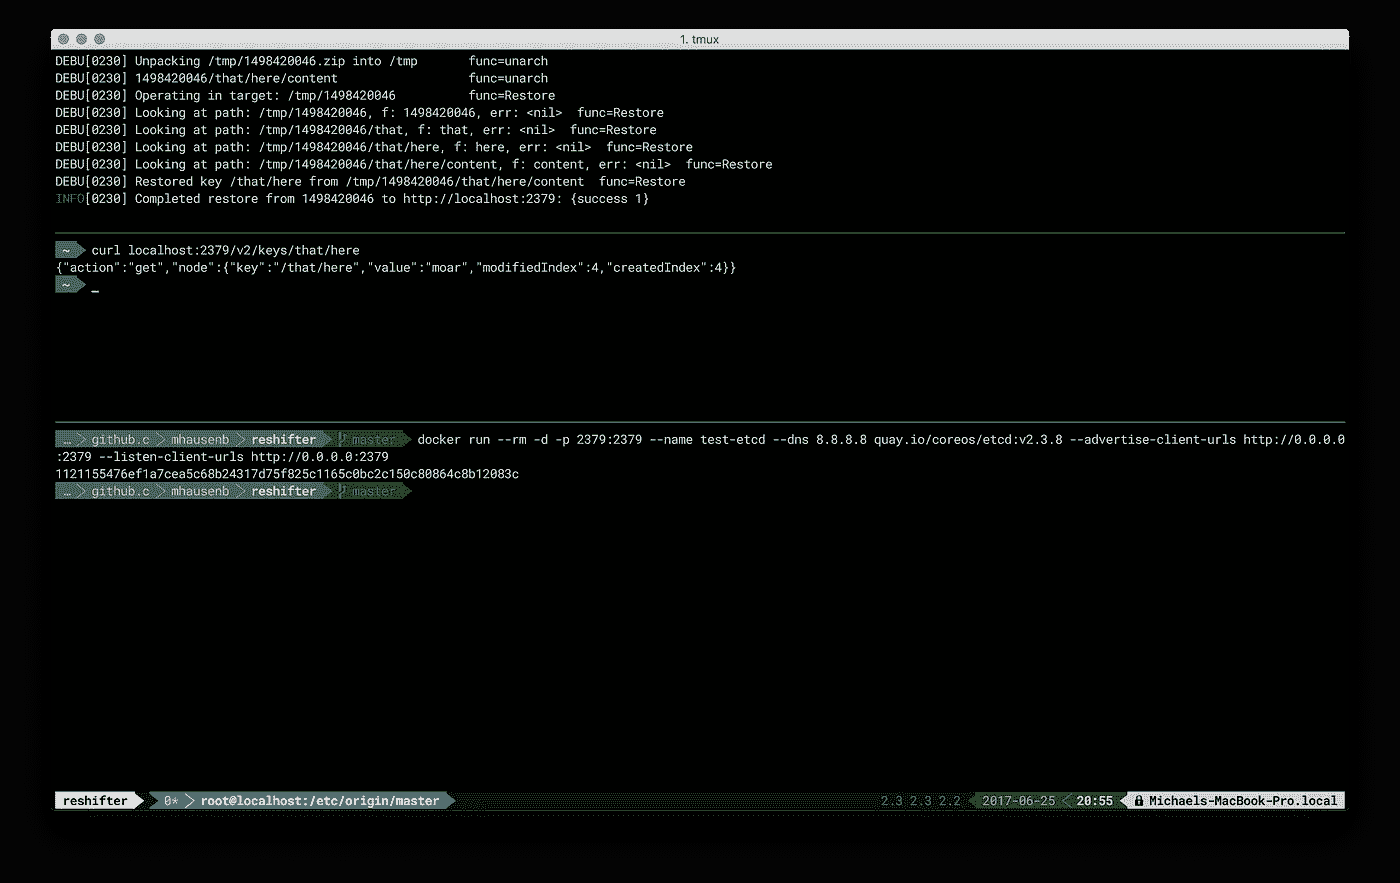 1. tmux
DEBU[0230] Unpacking /tmp/1498420046.zip into /tmp       func=unarch
DEBU[0230] 1498420046/that/here/content                  func=unarch
DEBU[0230] Operating in target: /tmp/1498420046          func=Restore
DEBU[0230] Looking at path: /tmp/1498420046, f: 1498420046, err: <nil>  func=Restore
DEBU[0230] Looking at path: /tmp/1498420046/that, f: that, err: <nil>  func=Restore
DEBU[0230] Looking at path: /tmp/1498420046/that/here, f: here, err: <nil>  func=Restore
DEBU[0230] Looking at path: /tmp/1498420046/that/here/content, f: content, err: <nil>  func=Restore
DEBU[0230] Restored key /that/here from /tmp/1498420046/that/here/content  func=Restore
INFO[0230] Completed restore from 1498420046 to http://localhost:2379: {success 1}
~ curl localhost:2379/v2/keys/that/here
{"action":"get","node":{"key":"/that/here","value":"moar","modifiedIndex":4,"createdIndex":4}}
~ _
… github.c mhausenb reshifter master docker run --rm -d -p 2379:2379 --name test-etcd --dns 8.8.8.8 quay.io/coreos/etcd:v2.3.8 --advertise-client-urls http://0.0.0.0
:2379 --listen-client-urls http://0.0.0.0:2379
1121155476ef1a7cea5c68b24317d75f825c1165c0bc2c150c80864c8b12083c
… github.c mhausenb reshifter master
reshifter 0* root@localhost:/etc/origin/master 2.3 2.3 2.2 2017-06-25 20:55 Michaels-MacBook-Pro.local